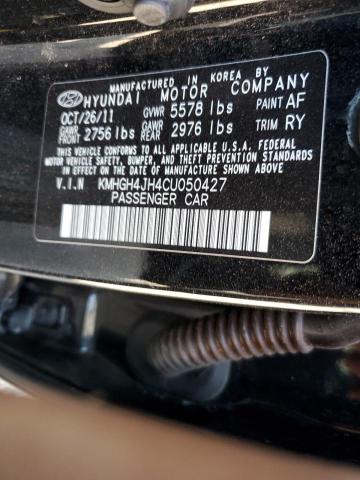 MANUFACTURED IN KOREA BY
HYUNDAI MOTOR COMPANY
OCT/26/11 GVWR 5578 lbs PAINT AF
GAWR FRONT 2756 lbs GAWR REAR 2976 lbs TRIM RY
THIS VEHICLE CONFORMS TO ALL APPLICABLE U.S.A. FEDERAL
MOTOR VEHICLE SAFETY, BUMPER, AND THEFT PREVENTION
STANDARDS IN EFFECT ON THE DATE OF MANUFACTURE SHOWN ABOVE.
V.I.N KMHGH4JH4CU050427
PASSENGER CAR